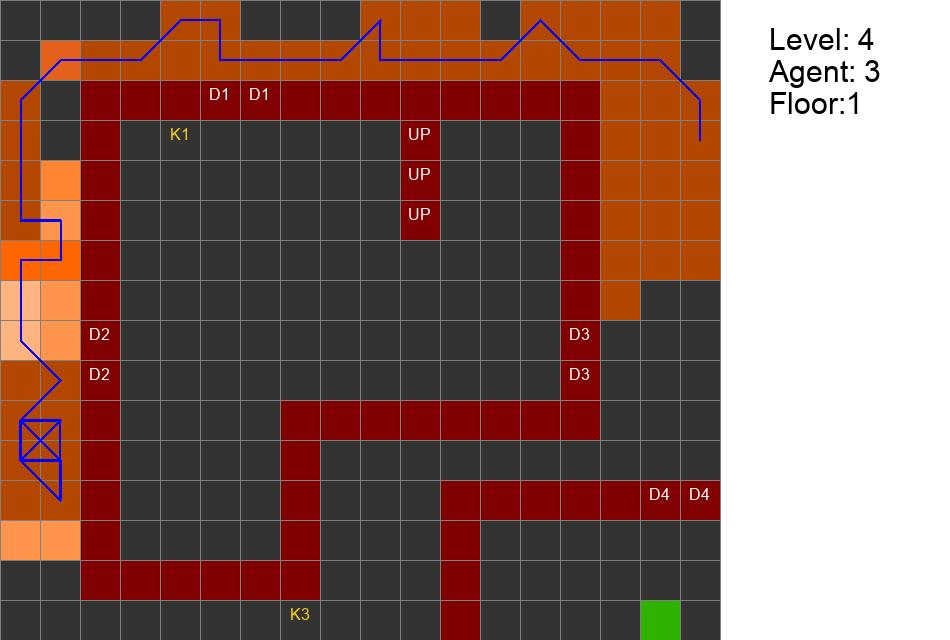 Level: 4
Agent: 3
Floor:1
D1 D1
K1 UP
UP
UP
D2 D3
D2 D3
D4 D4
K3